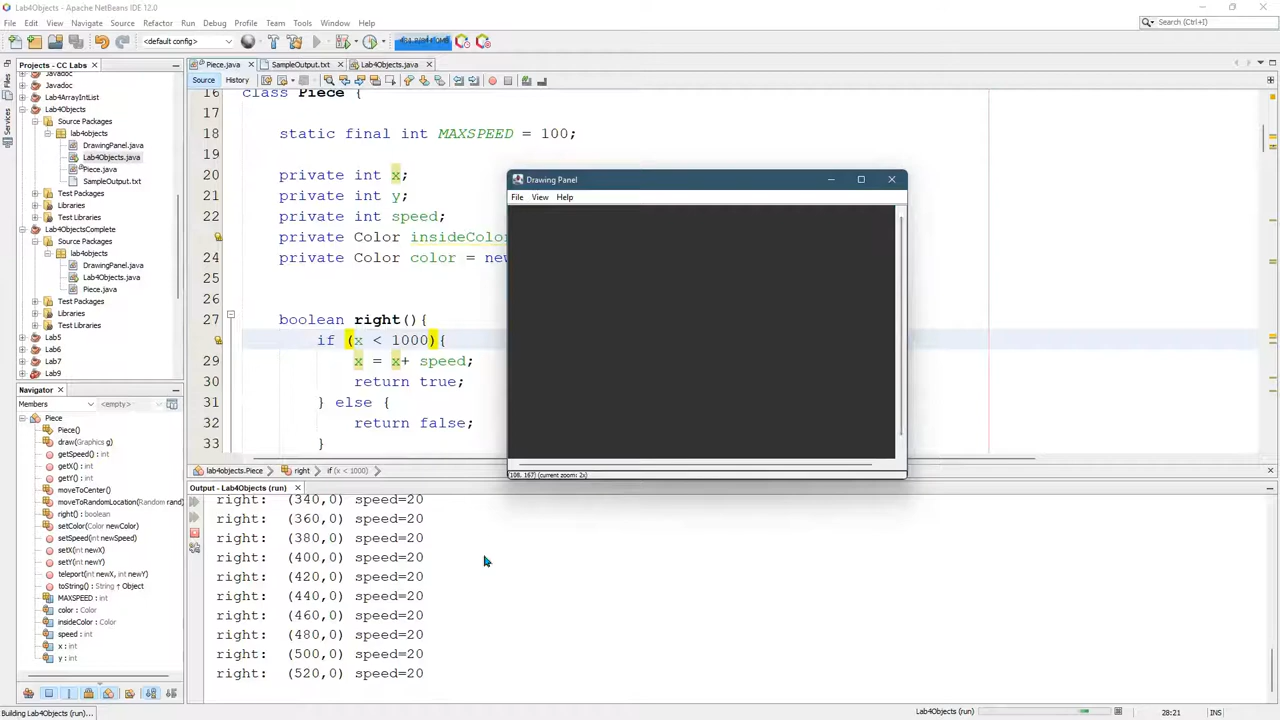 Lab4Objects - Apache NetBeans IDE 12.0
File Edit View Navigate Source Refactor Run Debug Profile Team Tools Window Help
Search (Ctrl+I)
<default config>
Projects - CC Labs
Javadoc
Lab4ArrayIntList
Lab4Objects
Source Packages
lab4objects
DrawingPanel.java
Lab4Objects.java
Piece.java
SampleOutput.txt
Test Packages
Libraries
Test Libraries
Lab4ObjectsComplete
Source Packages
lab4objects
DrawingPanel.java
Lab4Objects.java
Piece.java
Test Packages
Libraries
Test Libraries
Lab5
Lab6
Lab7
Lab9
Files
Services
Navigator
Members <empty>
Piece
Piece()
draw(Graphics g)
getSpeed() : int
getX() : int
getY() : int
moveToCenter()
moveToRandomLocation(Random rand)
right() : boolean
setColor(Color newColor)
setSpeed(int newSpeed)
setX(int newX)
setY(int newY)
teleport(int newX, int newY)
toString() : String ↑ Object
MAXSPEED : int
color : Color
insideColor : Color
speed : int
x : int
y : int
Piece.java SampleOutput.txt Lab4Objects.java
Source History
16 class Piece {
17
18 static final int MAXSPEED = 100;
19
20 private int x;
21 private int y;
22 private int speed;
private Color insideColor
24 private Color color = new
25
26
27 boolean right(){
if (x < 1000){
29 x = x+ speed;
30 return true;
31 } else {
32 return false;
33 }
lab4objects.Piece right if (x < 1000)
Drawing Panel
File View Help
(108, 167) (current zoom: 2x)
Output - Lab4Objects (run)
right: (340,0) speed=20
right: (360,0) speed=20
right: (380,0) speed=20
right: (400,0) speed=20
right: (420,0) speed=20
right: (440,0) speed=20
right: (460,0) speed=20
right: (480,0) speed=20
right: (500,0) speed=20
right: (520,0) speed=20
Building Lab4Objects (run)...
Lab4Objects (run)
28:21 INS